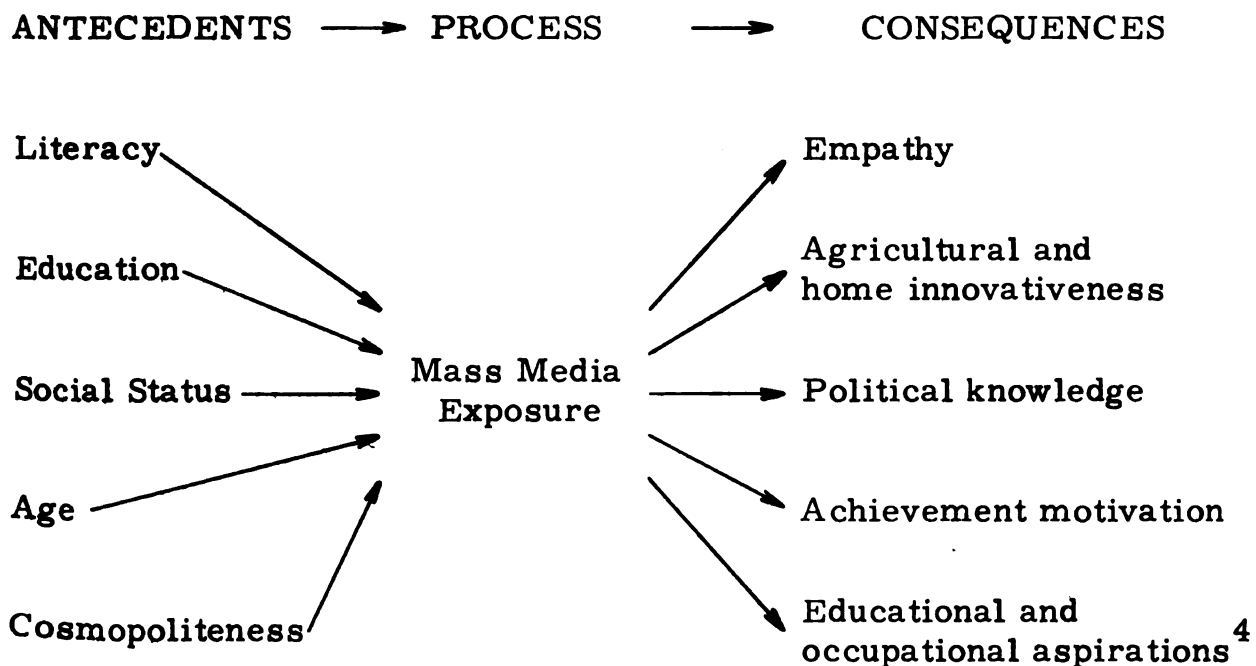 ANTECEDENTS PROCESS CONSEQUENCES
Literacy
Education
Social Status
Age
Cosmopoliteness
Mass Media
Exposure
Empathy
Agricultural and
home innovativeness
Political knowledge
Achievement motivation
Educational and
occupational aspirations 4